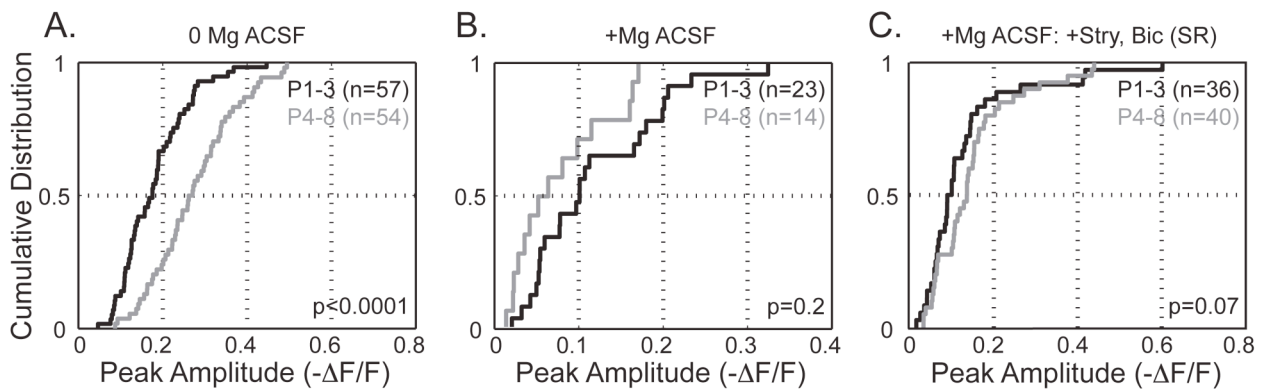 A.
0 Mg ACSF
Cumulative Distribution
1
0.5
0
P1-3 (n=57)
P4-8 (n=54)
p<0.0001
0 0.2 0.4 0.6 0.8
Peak Amplitude (-ΔF/F)
B.
+Mg ACSF
1
0.5
0
P1-3 (n=23)
P4-8 (n=14)
p=0.2
0 0.1 0.2 0.3 0.4
Peak Amplitude (-ΔF/F)
C.
+Mg ACSF: +Stry, Bic (SR)
1
0.5
0
P1-3 (n=36)
P4-8 (n=40)
p=0.07
0 0.2 0.4 0.6 0.8
Peak Amplitude (-ΔF/F)